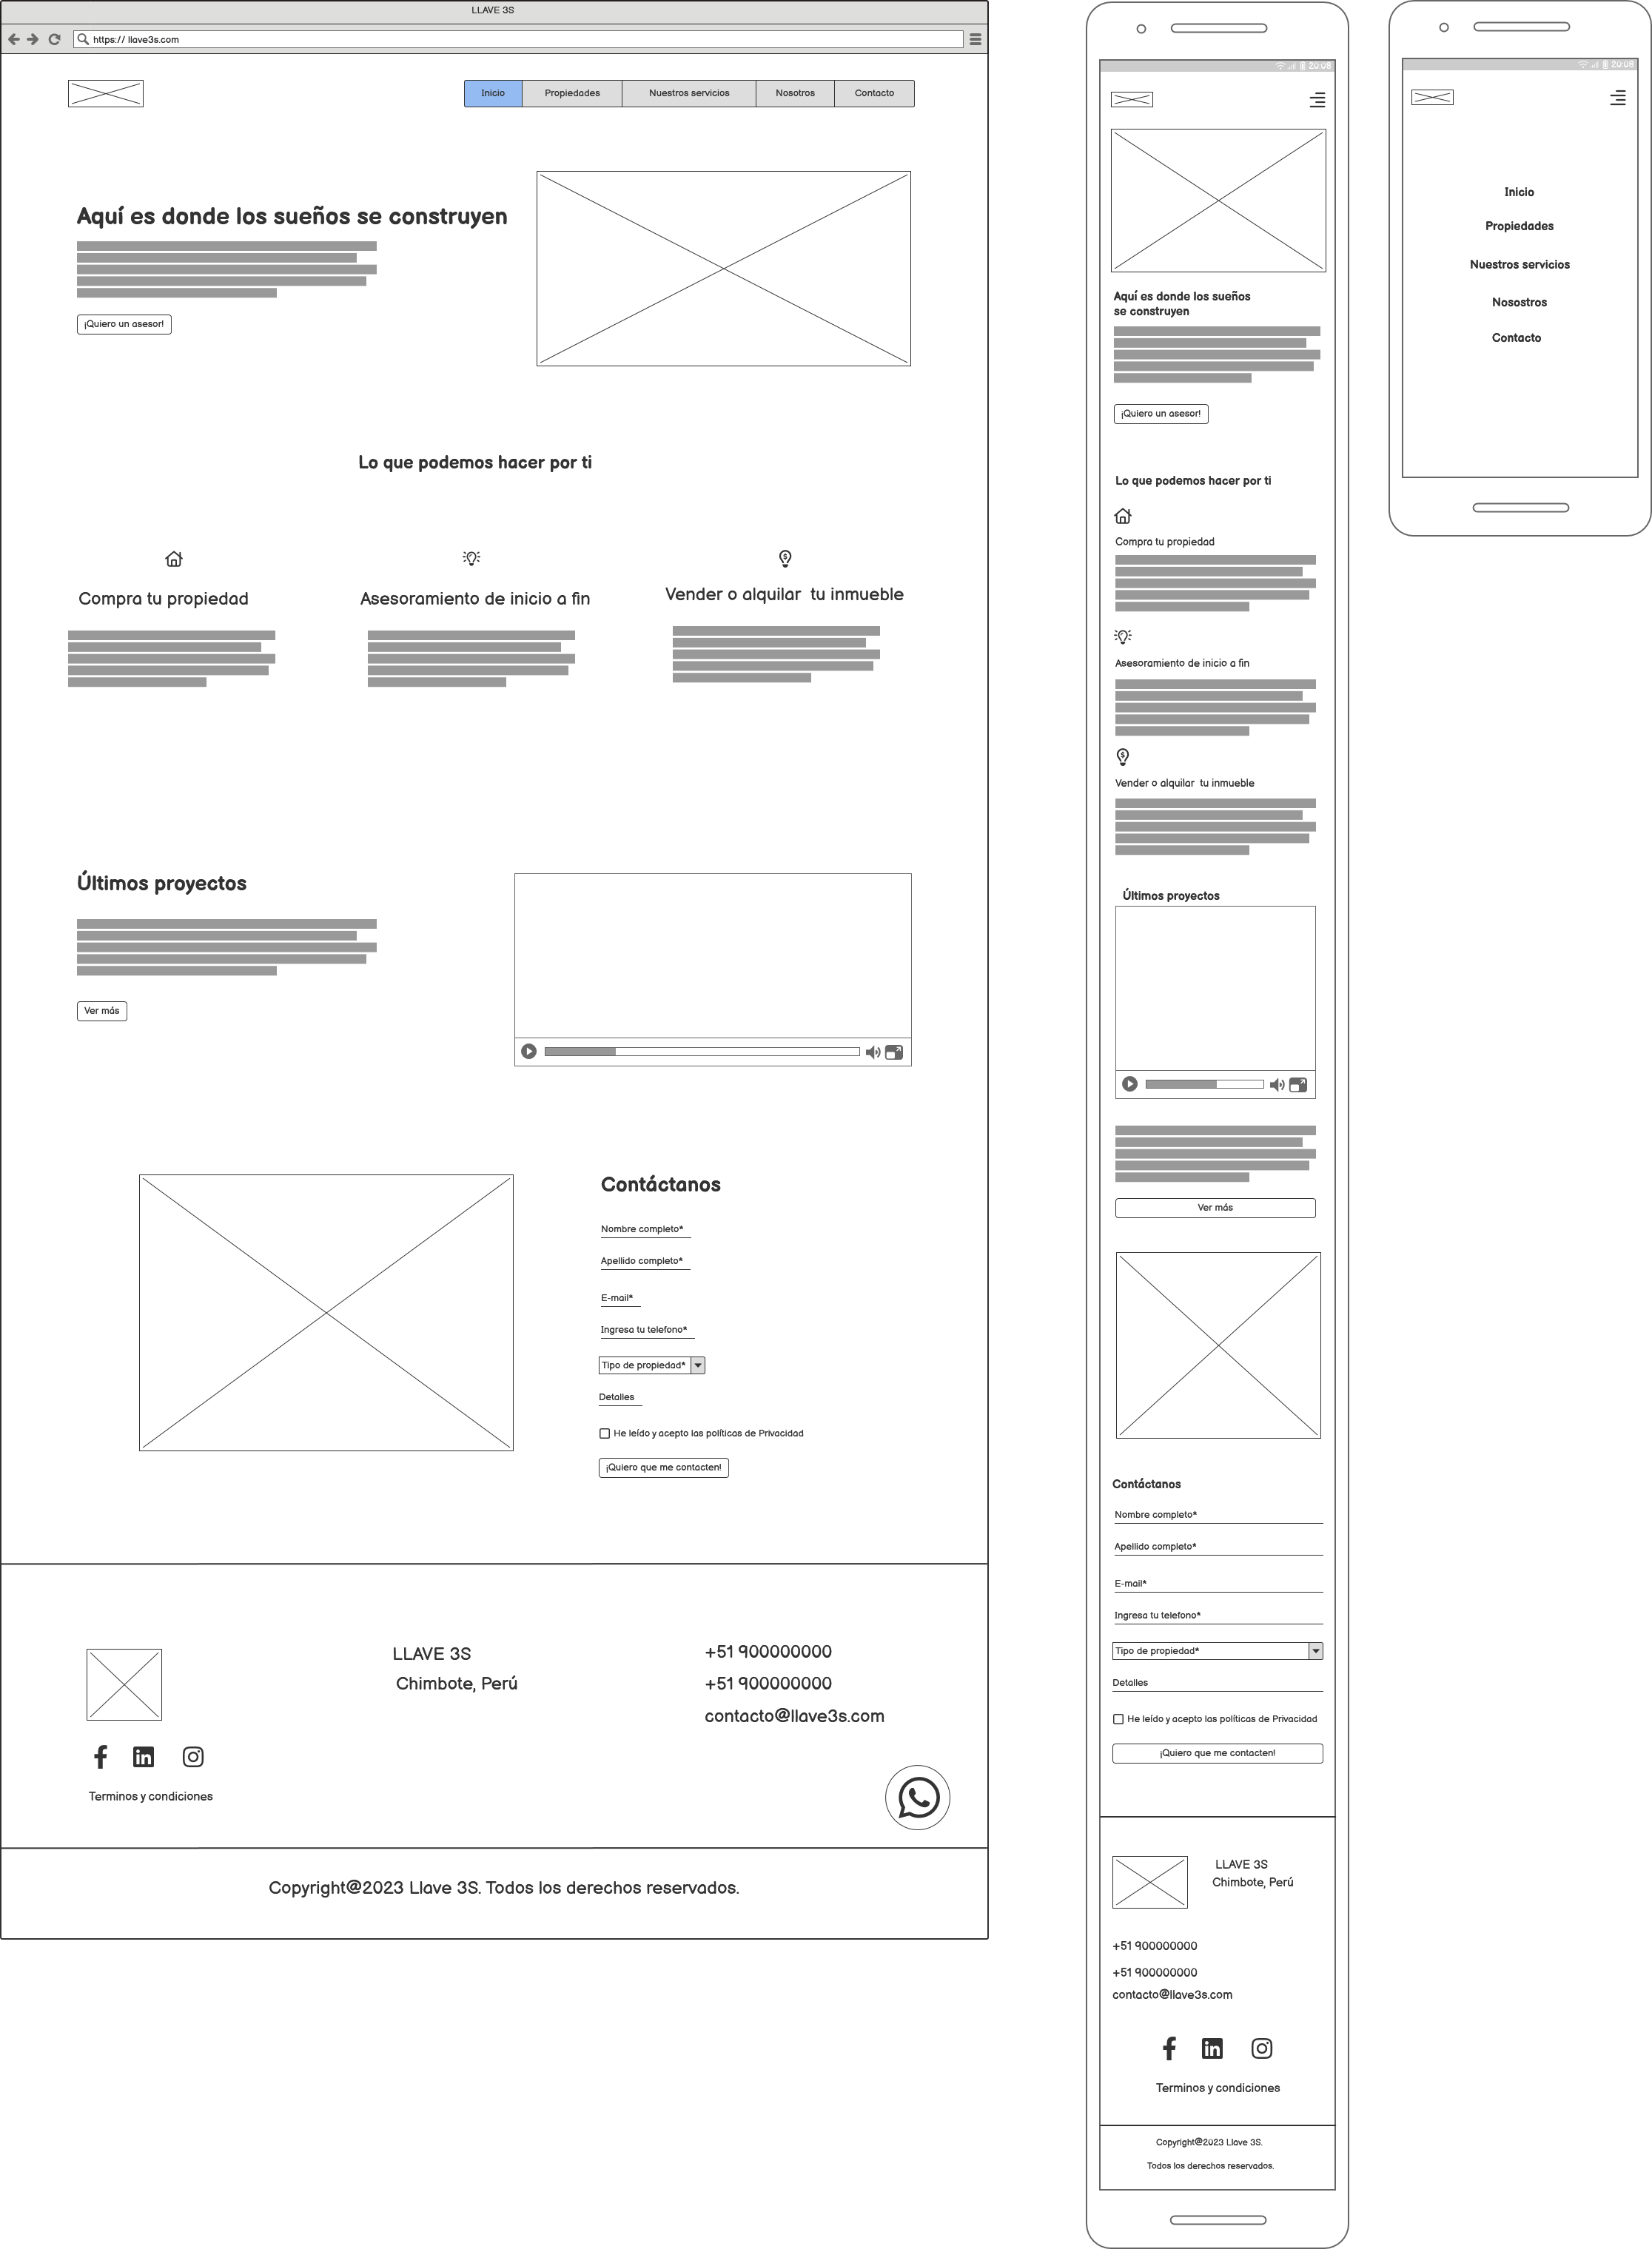 LLAVE 3S
https:// llave3s.com
Inicio
Propiedades
Nuestros servicios
Nosotros
Contacto
Aquí es donde los sueños se construyen
¡Quiero un asesor!
Lo que podemos hacer por ti
Compra tu propiedad
Asesoramiento de inicio a fin
Vender o alquilar tu inmueble
Últimos proyectos
Ver más
Contáctanos
Nombre completo*
Apellido completo*
E-mail*
Ingresa tu telefono*
Tipo de propiedad*
Detalles
He leído y acepto las políticas de Privacidad
¡Quiero que me contacten!
LLAVE 3S
Chimbote, Perú
+51 900000000
+51 900000000
contacto@llave3s.com
Terminos y condiciones
Copyright@2023 Llave 3S. Todos los derechos reservados.
20:08
Aquí es donde los sueños
se construyen
¡Quiero un asesor!
Lo que podemos hacer por ti
Compra tu propiedad
Asesoramiento de inicio a fin
Vender o alquilar tu inmueble
Últimos proyectos
Ver más
Contáctanos
Nombre completo*
Apellido completo*
E-mail*
Ingresa tu telefono*
Tipo de propiedad*
Detalles
He leído y acepto las políticas de Privacidad
¡Quiero que me contacten!
LLAVE 3S
Chimbote, Perú
+51 900000000
+51 900000000
contacto@llave3s.com
Terminos y condiciones
Copyright@2023 Llave 3S.
Todos los derechos reservados.
20:08
Inicio
Propiedades
Nuestros servicios
Nosostros
Contacto